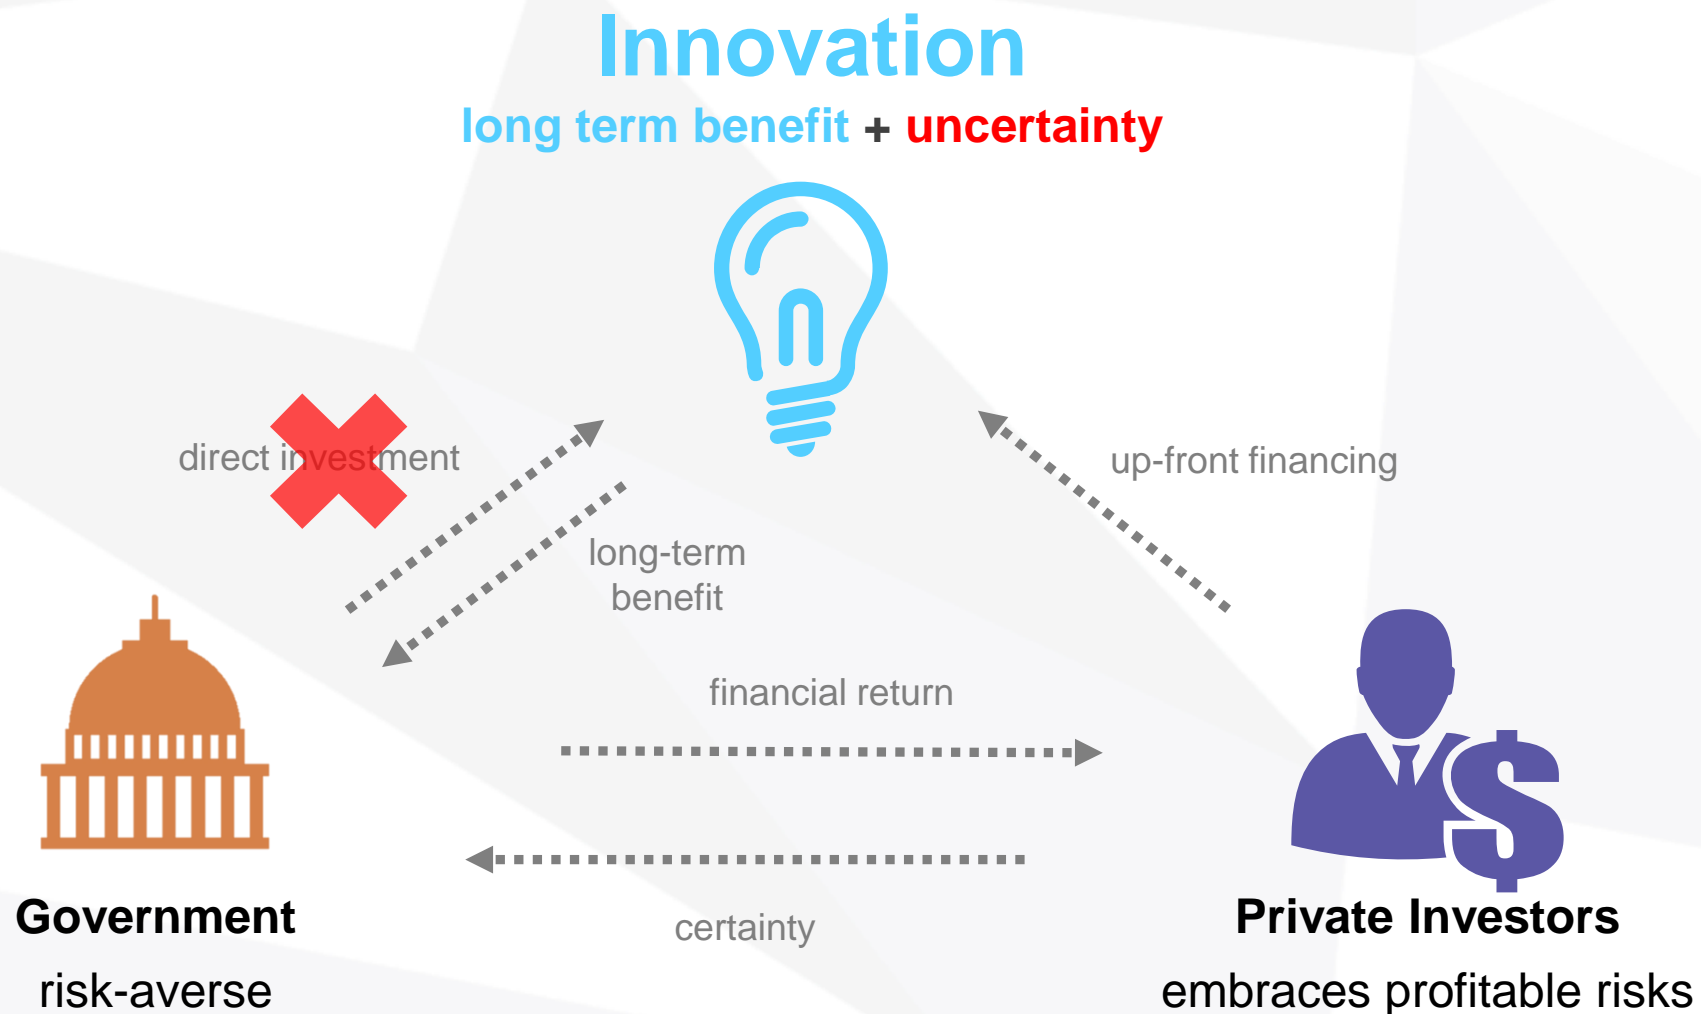 Innovation
long term benefit + uncertainty
direct investment
up-front financing
long-term
benefit
financial return
certainty
Government
risk-averse
Private Investors
embraces profitable risks